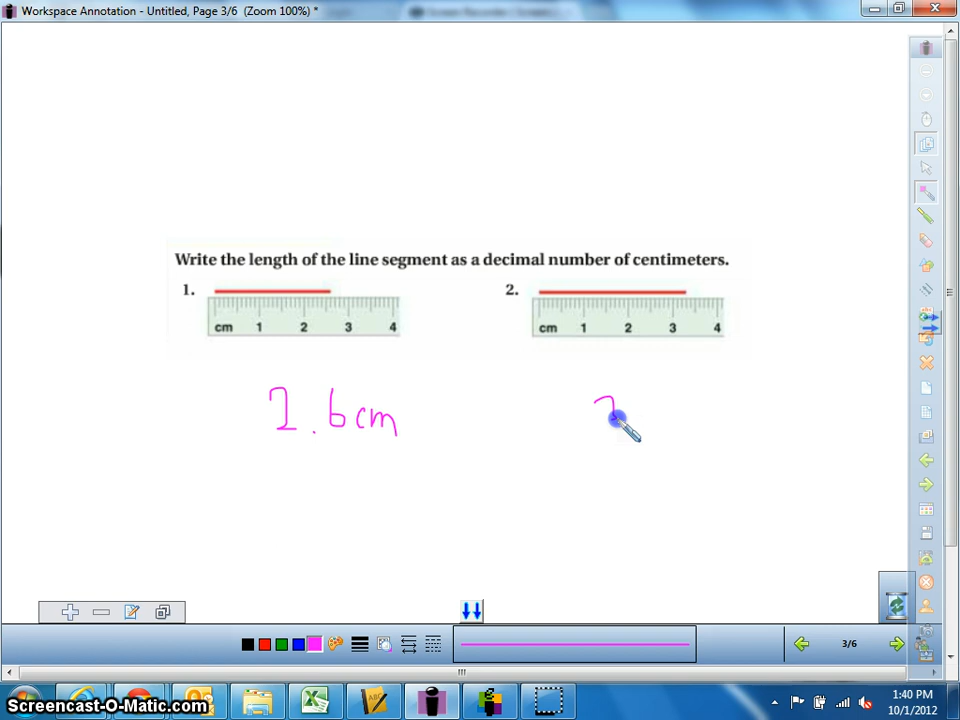 Workspace Annotation - Untitled, Page 3/6 (Zoom 100%) *
Write the length of the line segment as a decimal number of centimeters.
1. 2.
cm 1 2 3 4 cm 1 2 3 4
2.6cm
3/6
1:40 PM
10/1/2012
Screencast-O-Matic.com